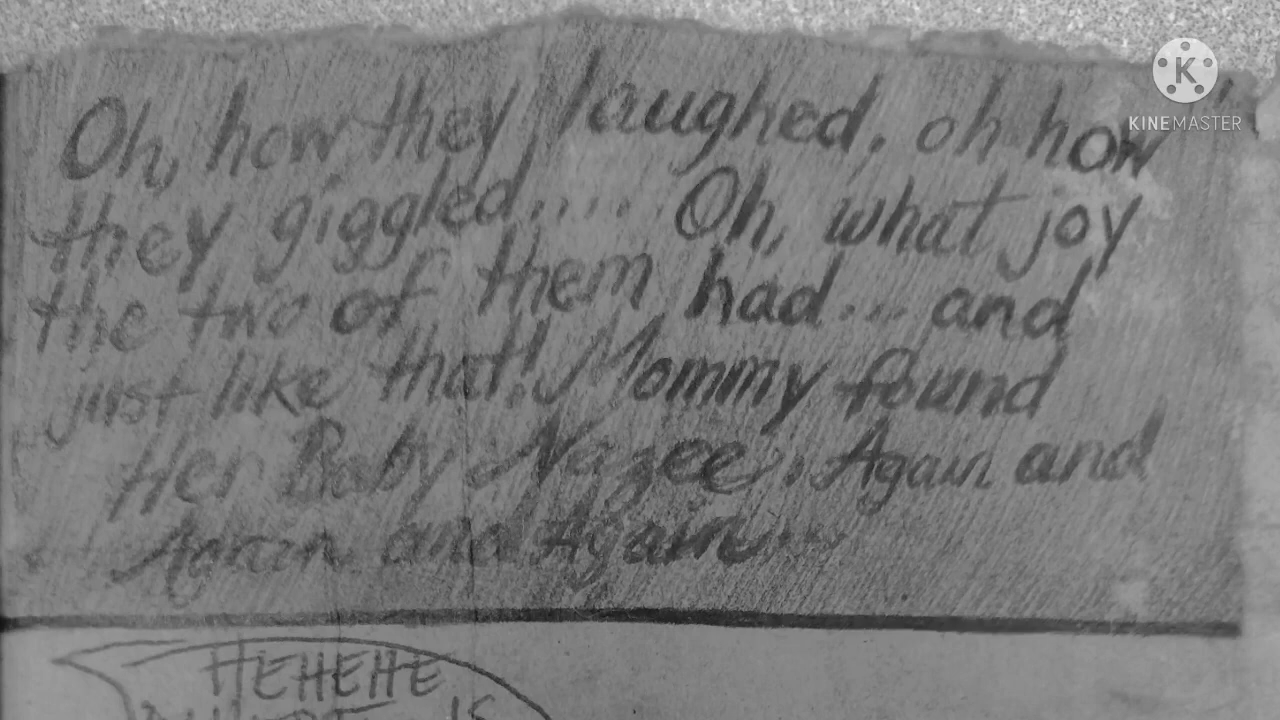 Oh, how they laughed, oh how
they giggled.... Oh, what joy
the two of them had... and
just like that! Mommy found
Her Baby Nazee. Again and
Again and Again...
HEHEHE
IS
K
KINEMASTER